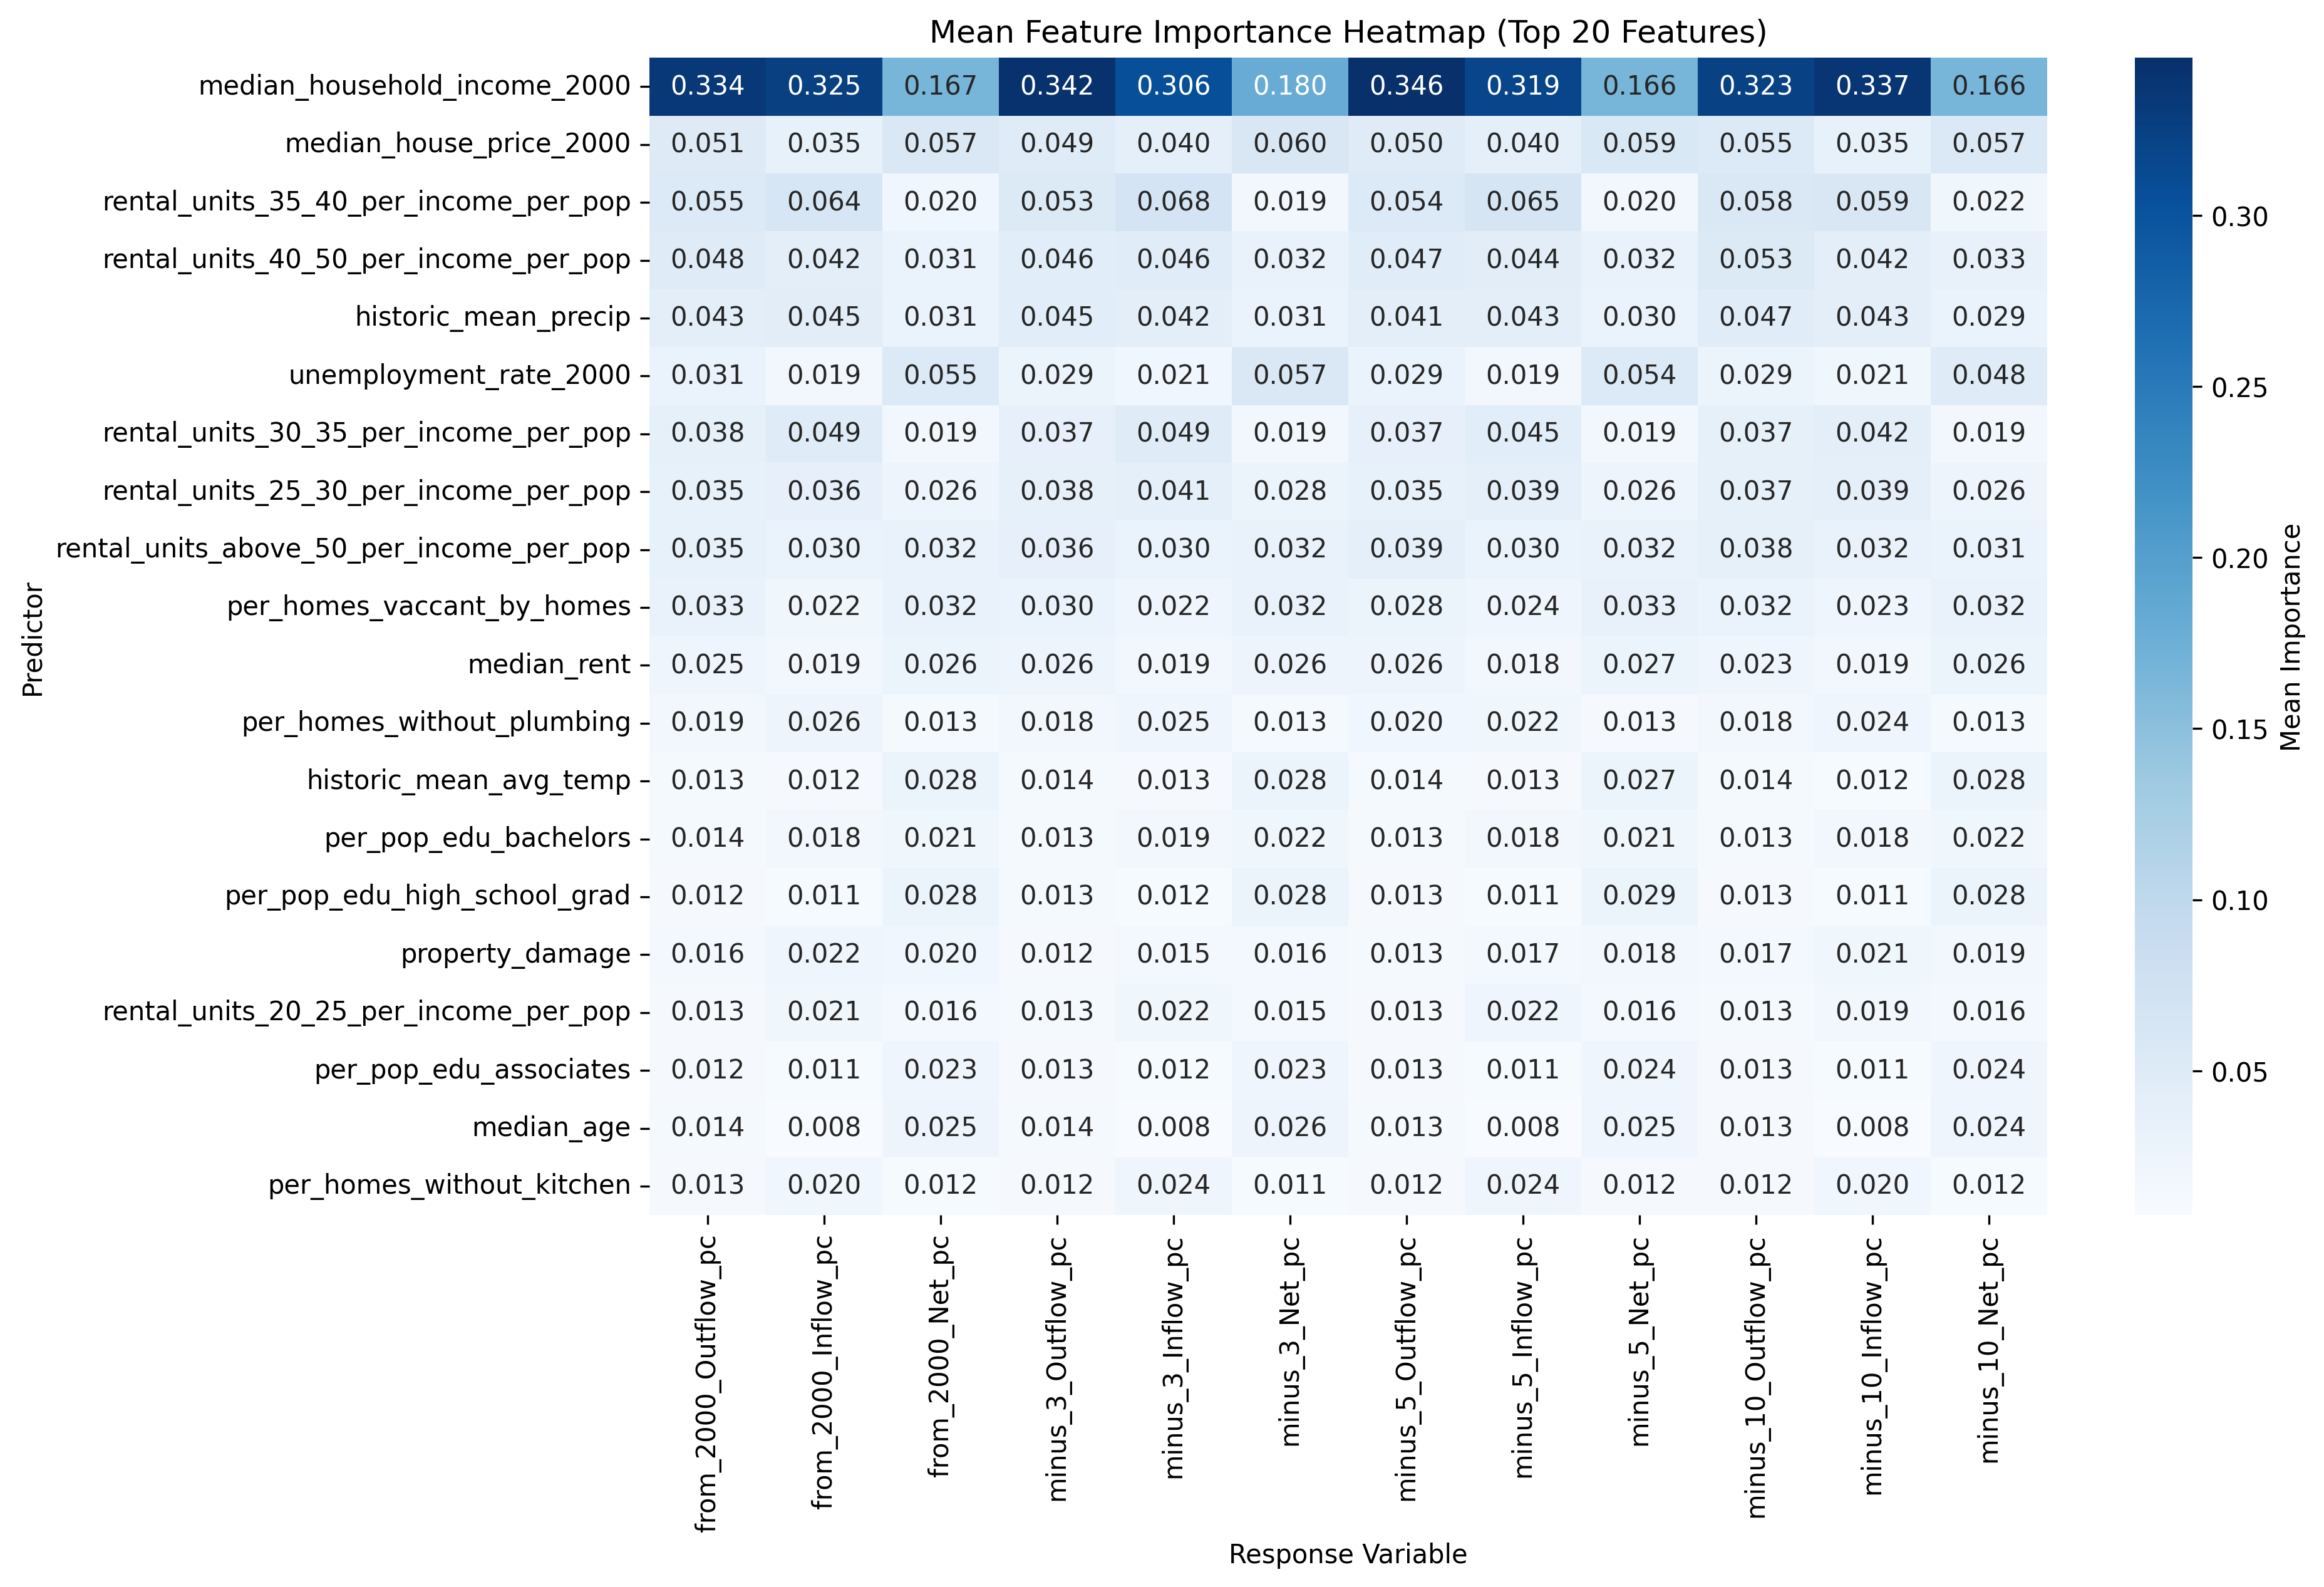 Mean Feature Importance Heatmap (Top 20 Features)
median_household_income_2000 0.334 0.325 0.167 0.342 0.306 0.180 0.346 0.319 0.166 0.323 0.337 0.166
median_house_price_2000 0.051 0.035 0.057 0.049 0.040 0.060 0.050 0.040 0.059 0.055 0.035 0.057
rental_units_35_40_per_income_per_pop 0.055 0.064 0.020 0.053 0.068 0.019 0.054 0.065 0.020 0.058 0.059 0.022
rental_units_40_50_per_income_per_pop 0.048 0.042 0.031 0.046 0.046 0.032 0.047 0.044 0.032 0.053 0.042 0.033
historic_mean_precip 0.043 0.045 0.031 0.045 0.042 0.031 0.041 0.043 0.030 0.047 0.043 0.029
unemployment_rate_2000 0.031 0.019 0.055 0.029 0.021 0.057 0.029 0.019 0.054 0.029 0.021 0.048
rental_units_30_35_per_income_per_pop 0.038 0.049 0.019 0.037 0.049 0.019 0.037 0.045 0.019 0.037 0.042 0.019
rental_units_25_30_per_income_per_pop 0.035 0.036 0.026 0.038 0.041 0.028 0.035 0.039 0.026 0.037 0.039 0.026
rental_units_above_50_per_income_per_pop 0.035 0.030 0.032 0.036 0.030 0.032 0.039 0.030 0.032 0.038 0.032 0.031
per_homes_vaccant_by_homes 0.033 0.022 0.032 0.030 0.022 0.032 0.028 0.024 0.033 0.032 0.023 0.032
median_rent 0.025 0.019 0.026 0.026 0.019 0.026 0.026 0.018 0.027 0.023 0.019 0.026
per_homes_without_plumbing 0.019 0.026 0.013 0.018 0.025 0.013 0.020 0.022 0.013 0.018 0.024 0.013
historic_mean_avg_temp 0.013 0.012 0.028 0.014 0.013 0.028 0.014 0.013 0.027 0.014 0.012 0.028
per_pop_edu_bachelors 0.014 0.018 0.021 0.013 0.019 0.022 0.013 0.018 0.021 0.013 0.018 0.022
per_pop_edu_high_school_grad 0.012 0.011 0.028 0.013 0.012 0.028 0.013 0.011 0.029 0.013 0.011 0.028
property_damage 0.016 0.022 0.020 0.012 0.015 0.016 0.013 0.017 0.018 0.017 0.021 0.019
rental_units_20_25_per_income_per_pop 0.013 0.021 0.016 0.013 0.022 0.015 0.013 0.022 0.016 0.013 0.019 0.016
per_pop_edu_associates 0.012 0.011 0.023 0.013 0.012 0.023 0.013 0.011 0.024 0.013 0.011 0.024
median_age 0.014 0.008 0.025 0.014 0.008 0.026 0.013 0.008 0.025 0.013 0.008 0.024
per_homes_without_kitchen 0.013 0.020 0.012 0.012 0.024 0.011 0.012 0.024 0.012 0.012 0.020 0.012
Predictor
from_2000_Outflow_pc
from_2000_Inflow_pc
from_2000_Net_pc
minus_3_Outflow_pc
minus_3_Inflow_pc
minus_3_Net_pc
minus_5_Outflow_pc
minus_5_Inflow_pc
minus_5_Net_pc
minus_10_Outflow_pc
minus_10_Inflow_pc
minus_10_Net_pc
Response Variable
0.30
0.25
0.20
0.15
0.10
0.05
Mean Importance